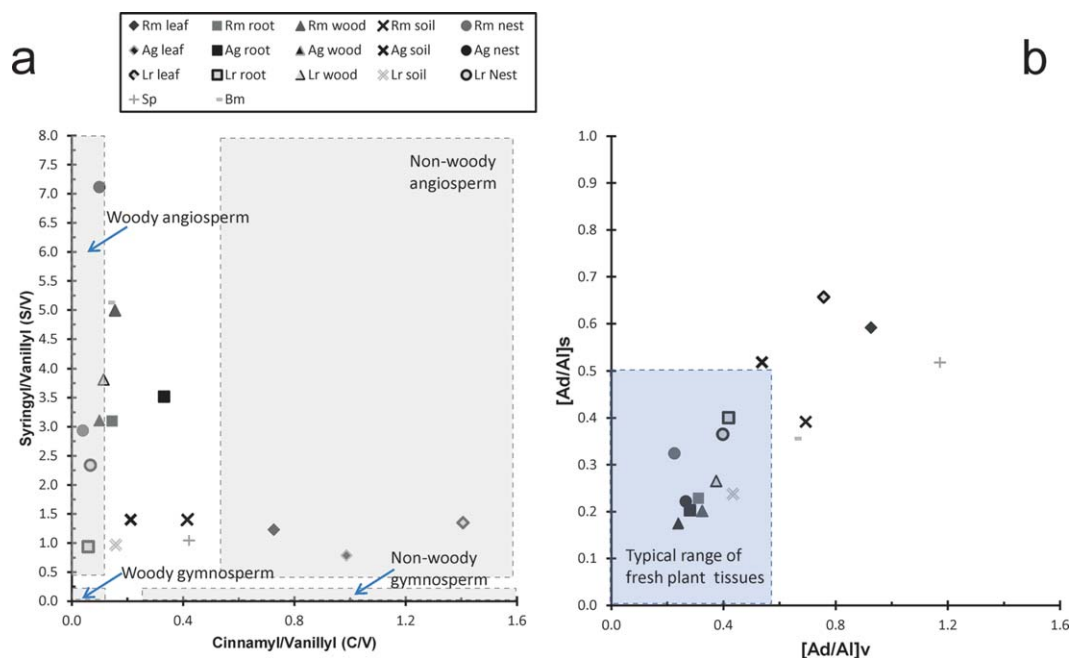 a
b
Rm leaf Rm root Rm wood Rm soil Rm nest
Ag leaf Ag root Ag wood Ag soil Ag nest
Lr leaf Lr root Lr wood Lr soil Lr Nest
Sp Bm
8.0
7.5
7.0
6.5
6.0
5.5
5.0
4.5
4.0
3.5
3.0
2.5
2.0
1.5
1.0
0.5
0.0
Syringyl/Vanillyl (S/V)
Non-woody
angiosperm
Woody angiosperm
Woody gymnosperm
Non-woody
gymnosperm
0.0 0.4 0.8 1.2 1.6
Cinnamyl/Vanillyl (C/V)
1.0
0.9
0.8
0.7
0.6
0.5
0.4
0.3
0.2
0.1
0.0
[Ad/Al]s
Typical range of
fresh plant tissues
0.0 0.4 0.8 1.2 1.6
[Ad/Al]v